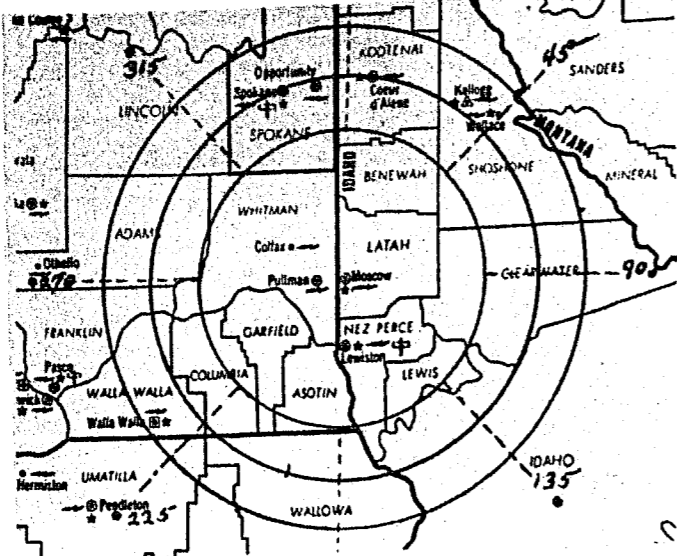 KOOTENAI
45°
SANDERS
315
Opportunity
Spokane
Coeur
d'Alene
Kellogg
Wallace
LINCOLN
SPOKANE
MONTANA
IDAHO
BENEWAH
SHOSHONE
MINERAL
WHITMAN
ADAMS
Colfax
LATAH
Othello
270
Pullman
Moscow
CLEARWATER
90
FRANKLIN
GARFIELD
NEZ PERCE
Lewiston
Pasco
COLUMBIA
LEWIS
WALLA WALLA
ASOTIN
wick
Walla Walla
UMATILLA
IDAHO
135
Hermiston
Pendleton
225
WALLOWA